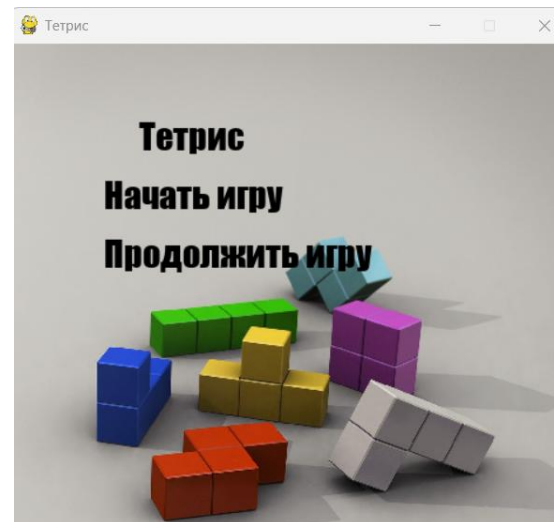 Тетрис
Тетрис
Начать игру
Продолжить игру